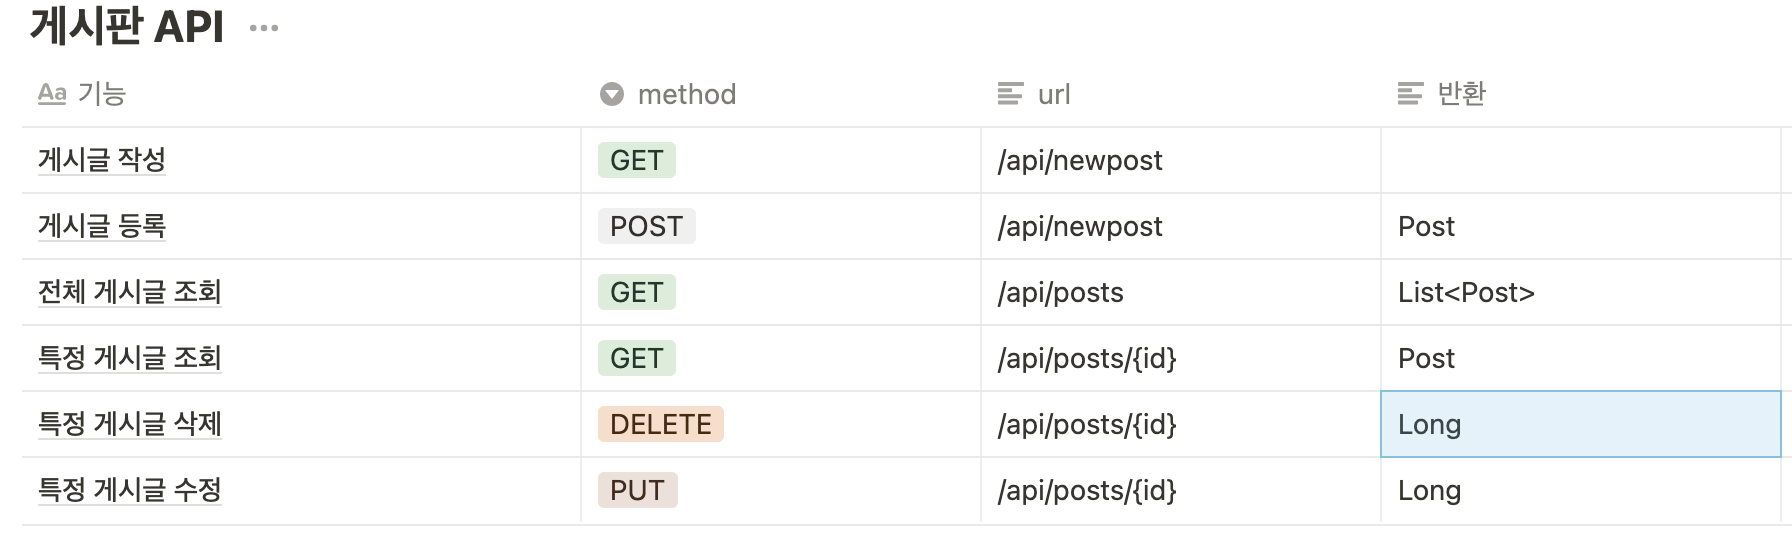 게시판 API ...
Aa 기능 method url 반환
게시글 작성 GET /api/newpost
게시글 등록 POST /api/newpost Post
전체 게시글 조회 GET /api/posts List<Post>
특정 게시글 조회 GET /api/posts/{id} Post
특정 게시글 삭제 DELETE /api/posts/{id} Long
특정 게시글 수정 PUT /api/posts/{id} Long